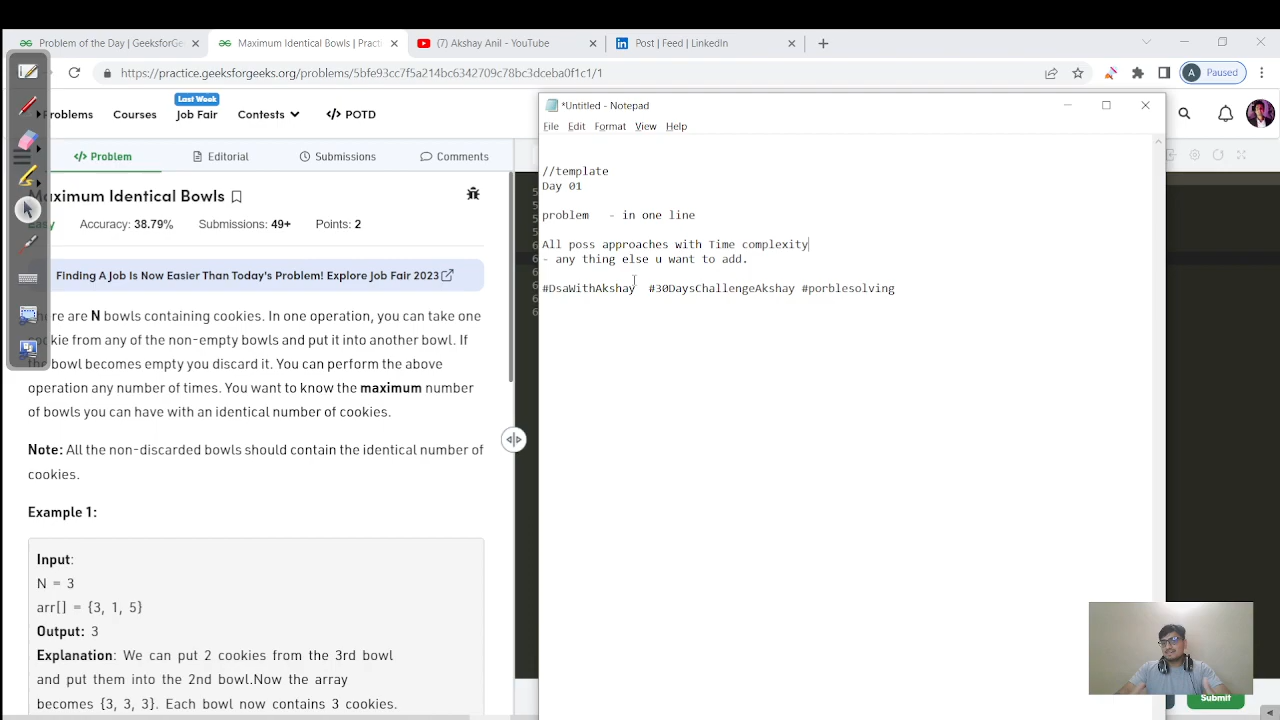 Problem of the Day | GeeksforGe
Maximum Identical Bowls | Pract
(7) Akshay Anil - YouTube
Post | Feed | LinkedIn
https://practice.geeksforgeeks.org/problems/5bfe93cc7f5a214bc6342709c78bc3dceba0f1c1/1
A Paused
Last Week
Problems
Courses
Job Fair
Contests
</> POTD
</> Problem
Editorial
Submissions
Comments
Maximum Identical Bowls
Easy Accuracy: 38.79% Submissions: 49+ Points: 2
Finding A Job Is Now Easier Than Today's Problem! Explore Job Fair 2023
There are N bowls containing cookies. In one operation, you can take one
cookie from any of the non-empty bowls and put it into another bowl. If
the bowl becomes empty you discard it. You can perform the above
operation any number of times. You want to know the maximum number
of bowls you can have with an identical number of cookies.
Note: All the non-discarded bowls should contain the identical number of
cookies.
Example 1:
Input:
N = 3
arr[] = {3, 1, 5}
Output: 3
Explanation: We can put 2 cookies from the 3rd bowl
and put them into the 2nd bowl.Now the array
becomes {3, 3, 3}. Each bowl now contains 3 cookies.
*Untitled - Notepad
File Edit Format View Help
//template
Day 01
problem - in one line
All poss approaches with Time complexity
- any thing else u want to add.
#DsaWithAkshay #30DaysChallengeAkshay #porblesolving
Submit